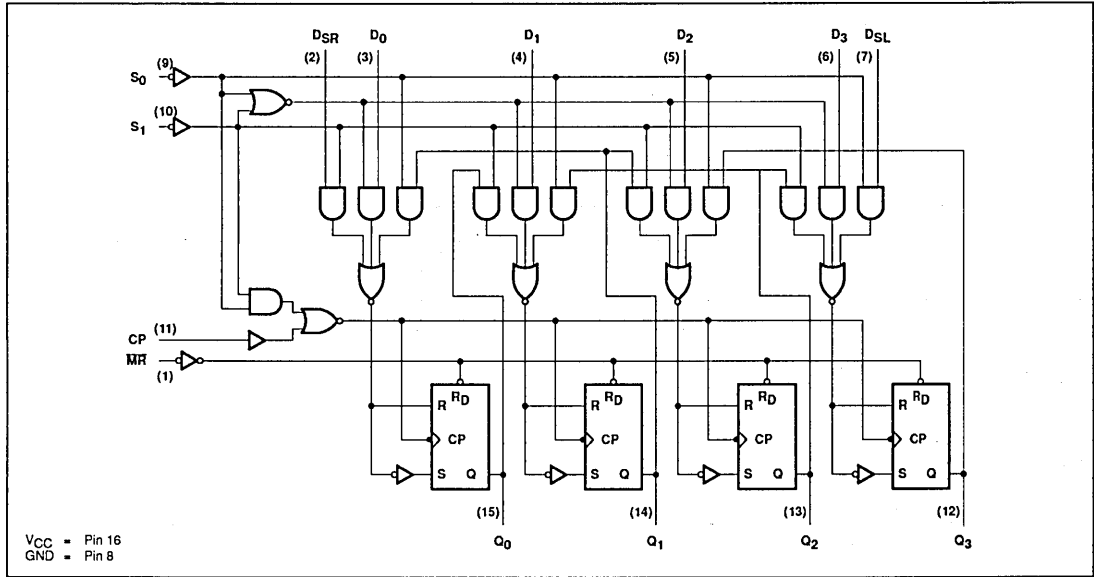 DSR D0 D1 D2 D3 DSL
(2) (3) (4) (5) (6) (7)
(9)
S0
(10)
S1
(11)
CP
MR
(1)
RD RD RD RD
R R R R
CP CP CP CP
S Q S Q S Q S Q
(15) (14) (13) (12)
Q0 Q1 Q2 Q3
VCC = Pin 16
GND = Pin 8